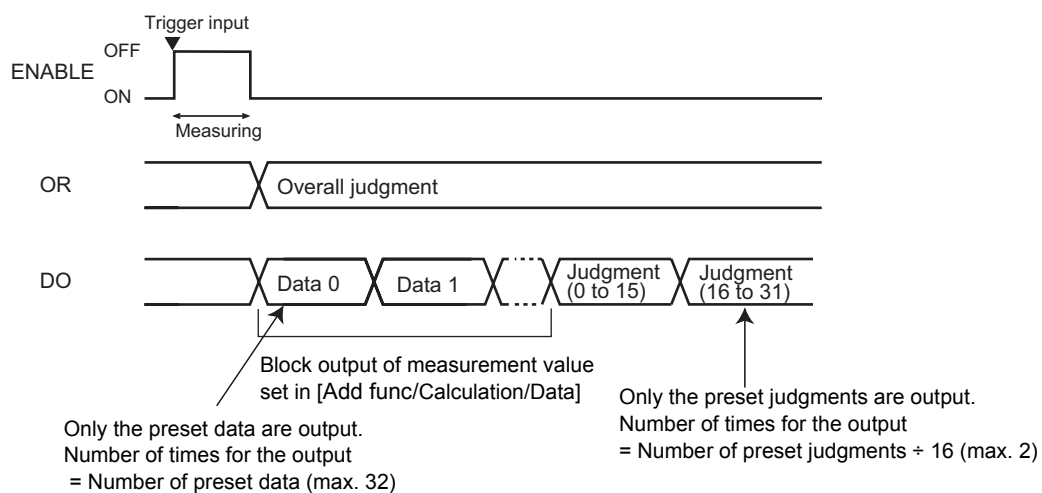 Trigger input
OFF
ENABLE
ON
Measuring
OR
Overall judgment
DO
Data 0
Data 1
Judgment
(0 to 15)
Judgment
(16 to 31)
Block output of measurement value
set in [Add func/Calculation/Data]
Only the preset data are output.
Number of times for the output
= Number of preset data (max. 32)
Only the preset judgments are output.
Number of times for the output
= Number of preset judgments ÷ 16 (max. 2)